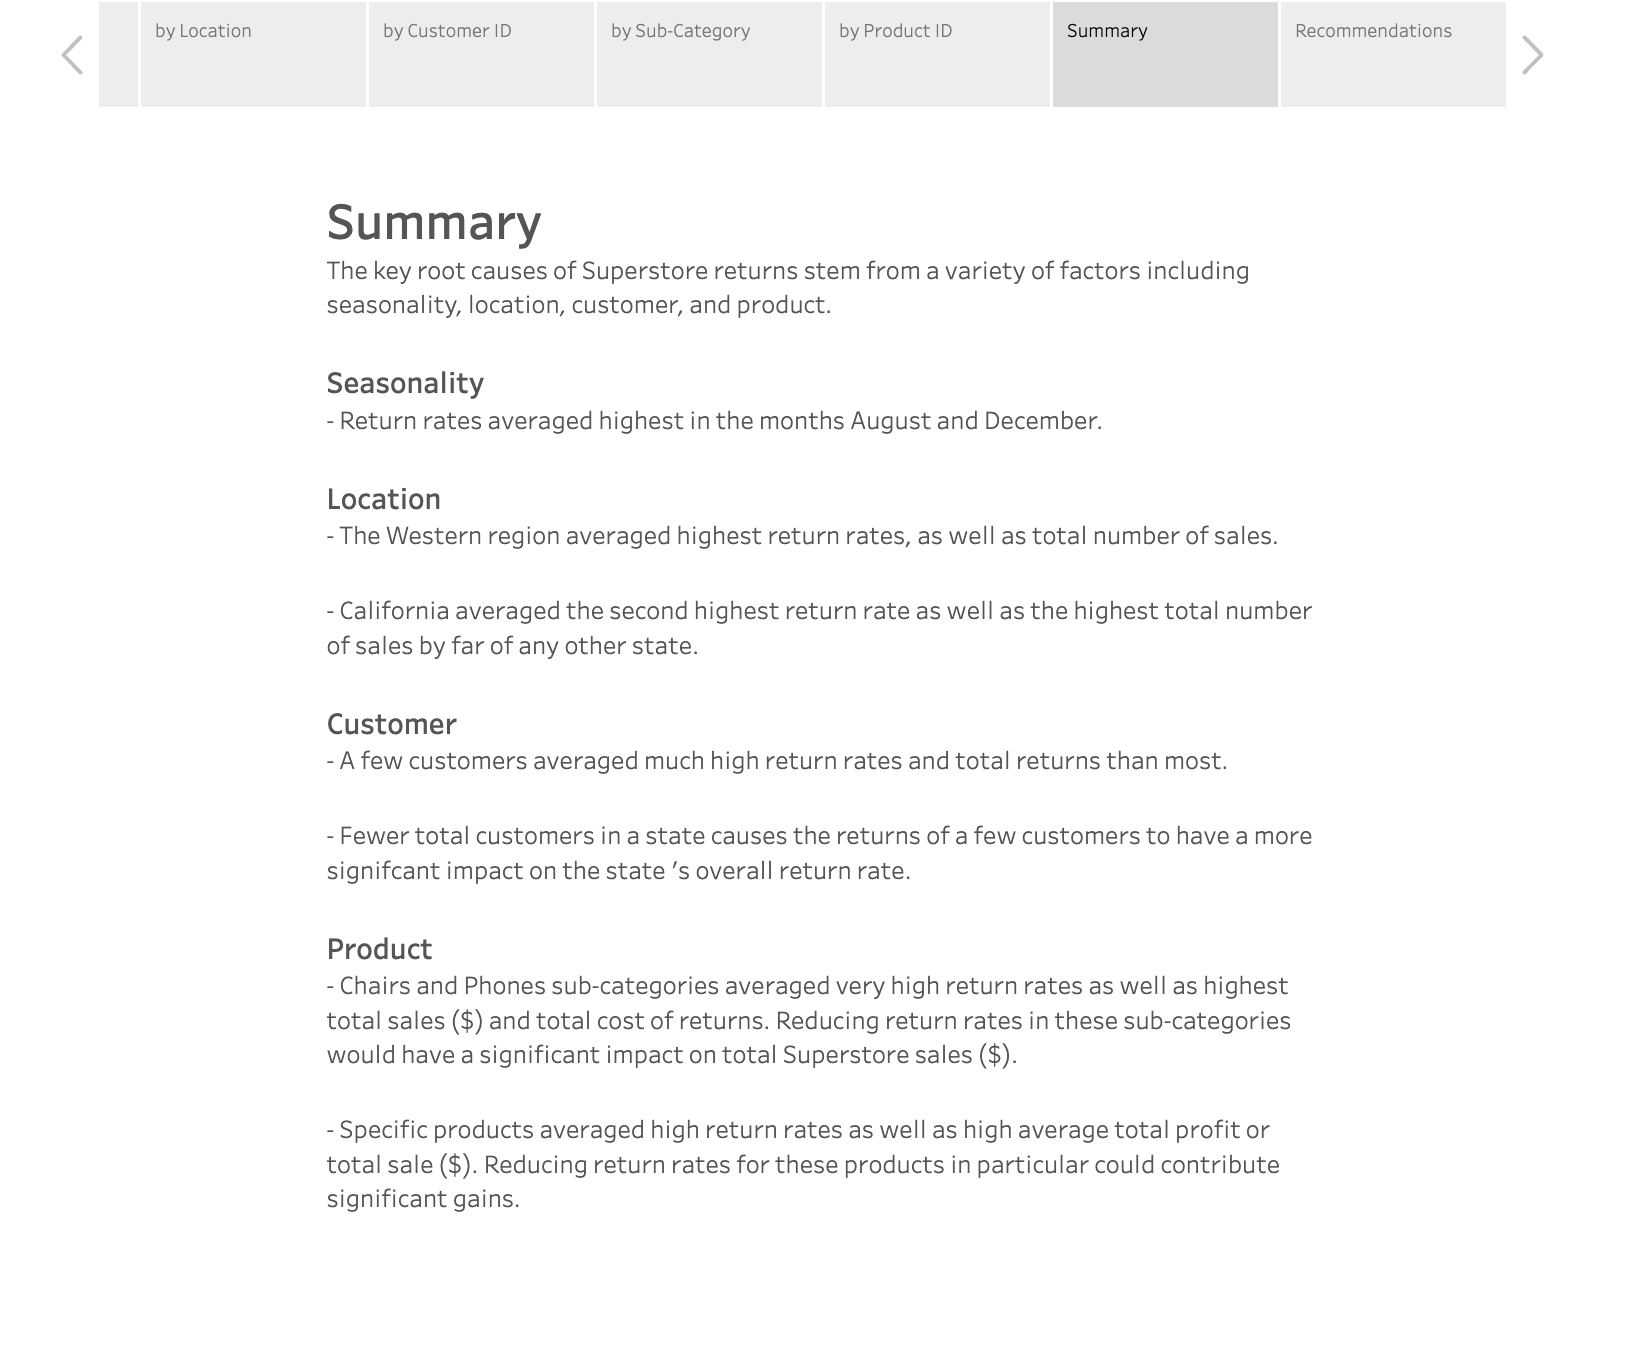 by Location
by Customer ID
by Sub-Category
by Product ID
Summary
Recommendations
Summary
The key root causes of Superstore returns stem from a variety of factors including
seasonality, location, customer, and product.
Seasonality
- Return rates averaged highest in the months August and December.
Location
- The Western region averaged highest return rates, as well as total number of sales.
- California averaged the second highest return rate as well as the highest total number
of sales by far of any other state.
Customer
- A few customers averaged much high return rates and total returns than most.
- Fewer total customers in a state causes the returns of a few customers to have a more
signifcant impact on the state ’s overall return rate.
Product
- Chairs and Phones sub-categories averaged very high return rates as well as highest
total sales ($) and total cost of returns. Reducing return rates in these sub-categories
would have a significant impact on total Superstore sales ($).
- Specific products averaged high return rates as well as high average total profit or
total sale ($). Reducing return rates for these products in particular could contribute
significant gains.